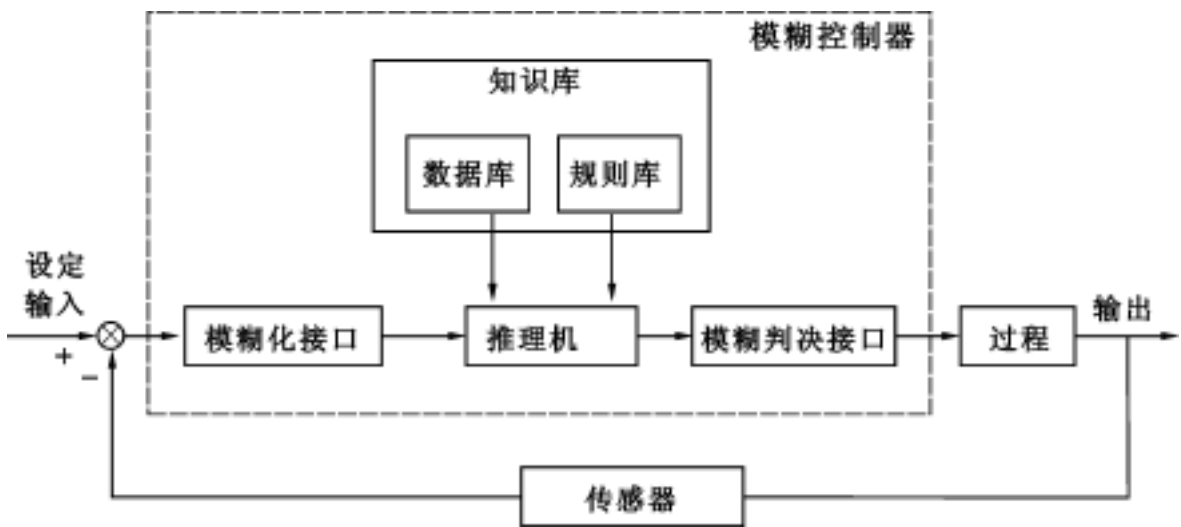 模糊控制器
知识库
数据库
规则库
设定
输入
+
−
模糊化接口
推理机
模糊判决接口
过程
输出
传感器